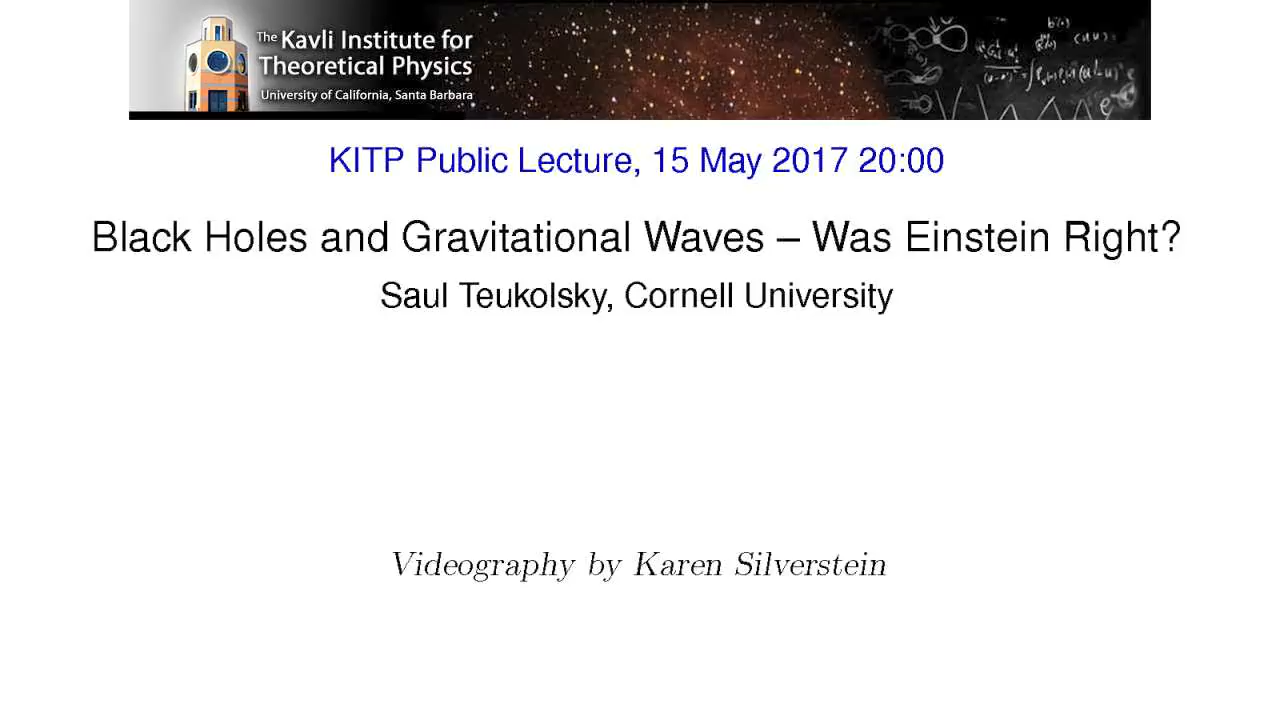 The Kavli Institute for
Theoretical Physics
University of California, Santa Barbara
KITP Public Lecture, 15 May 2017 20:00
Black Holes and Gravitational Waves – Was Einstein Right?
Saul Teukolsky, Cornell University
Videography by Karen Silverstein